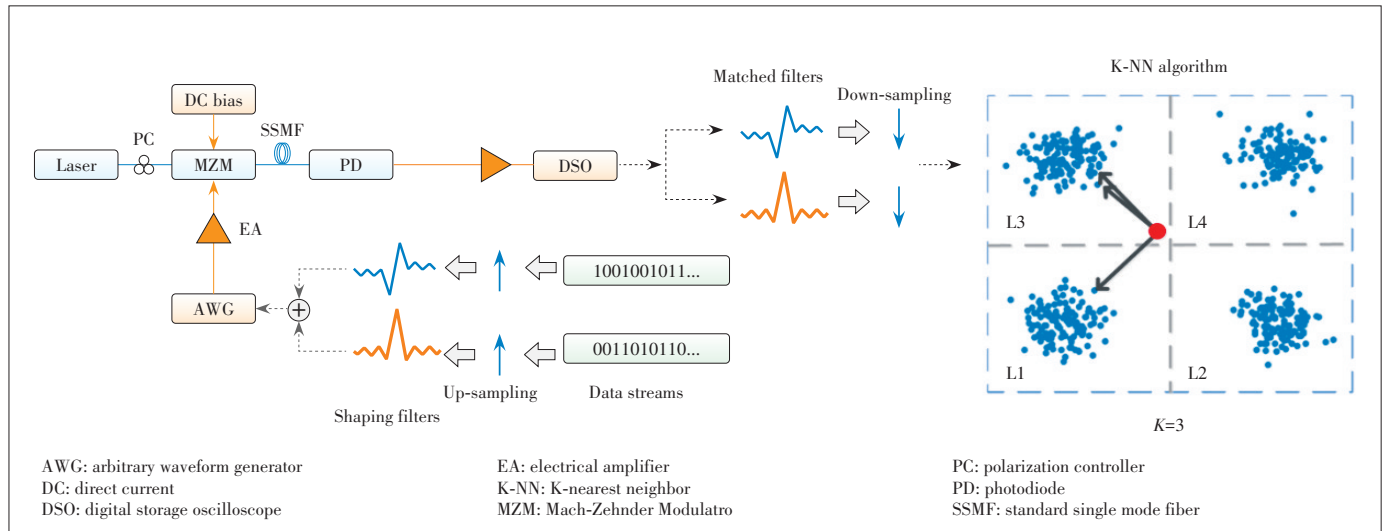 Matched filters
K-NN algorithm
DC bias
Down-sampling
PC
SSMF
Laser
MZM
PD
DSO
EA
L3
L4
1001001011...
AWG
+
0011010110...
L1
L2
Up-sampling
Data streams
Shaping filters
K=3
AWG: arbitrary waveform generator
DC: direct current
DSO: digital storage oscilloscope
EA: electrical amplifier
K-NN: K-nearest neighbor
MZM: Mach-Zehnder Modulatro
PC: polarization controller
PD: photodiode
SSMF: standard single mode fiber